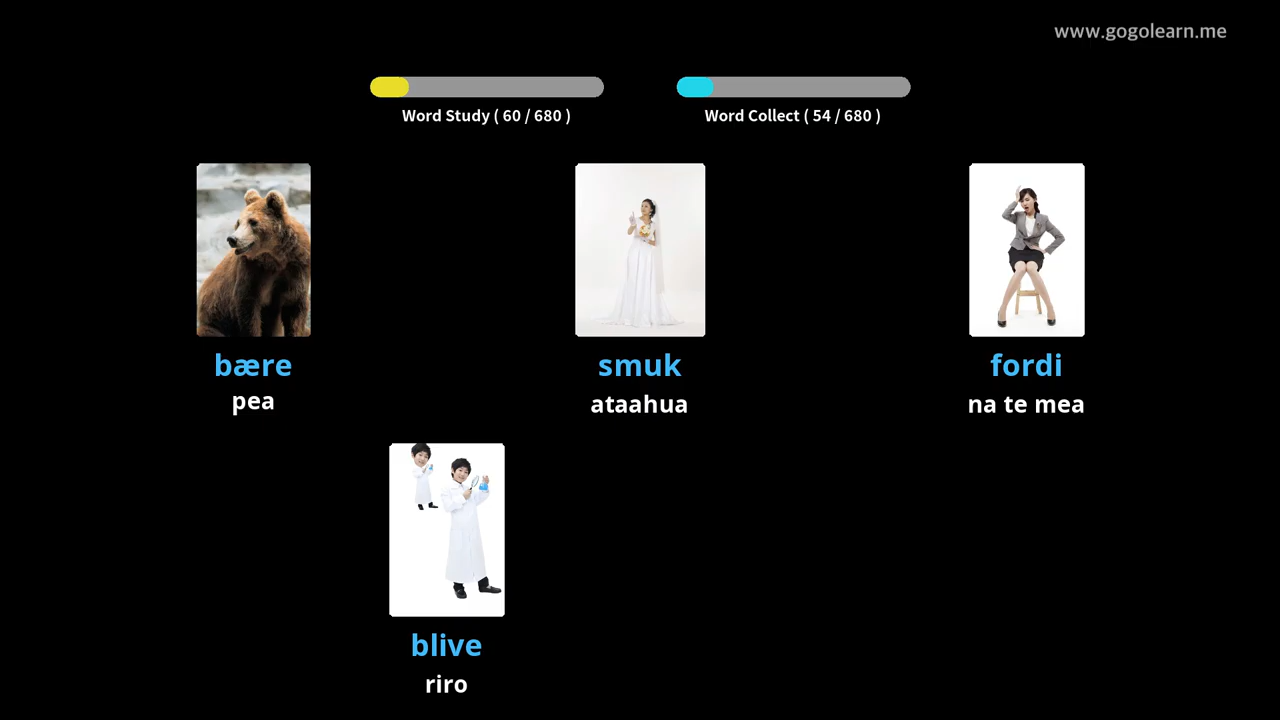 www.gogolearn.me
Word Study ( 60 / 680 )
Word Collect ( 54 / 680 )
bære
pea
smuk
ataahua
fordi
na te mea
blive
riro